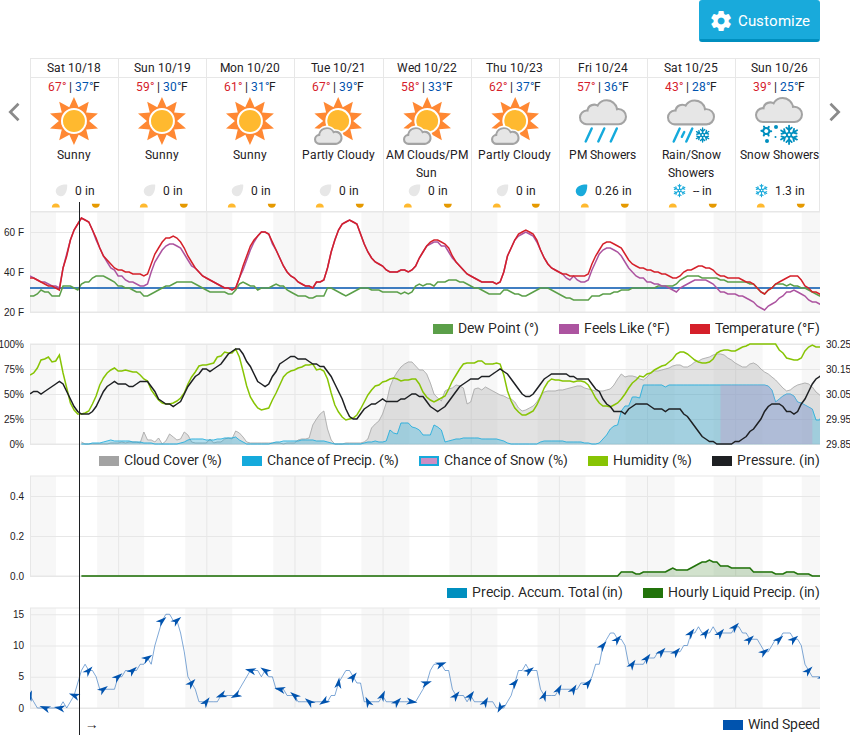 Customize
Sat 10/18 Sun 10/19 Mon 10/20 Tue 10/21 Wed 10/22 Thu 10/23 Fri 10/24 Sat 10/25 Sun 10/26
67° | 37°F 59° | 30°F 61° | 31°F 67° | 39°F 58° | 33°F 62° | 37°F 57° | 36°F 43° | 28°F 39° | 25°F
Sunny Sunny Sunny Partly Cloudy AM Clouds/PM Partly Cloudy PM Showers Rain/Snow Snow Showers
Sun Showers
0 in 0 in 0 in 0 in 0 in 0 in 0.26 in -- in 1.3 in
60 F
40 F
20 F
Dew Point (°) Feels Like (°F) Temperature (°F)
100% 30.25
75% 30.15
50% 30.05
25% 29.95
0% 29.85
Cloud Cover (%) Chance of Precip. (%) Chance of Snow (%) Humidity (%) Pressure. (in)
0.4
0.2
0.0
Precip. Accum. Total (in) Hourly Liquid Precip. (in)
15
10
5
0
→
Wind Speed